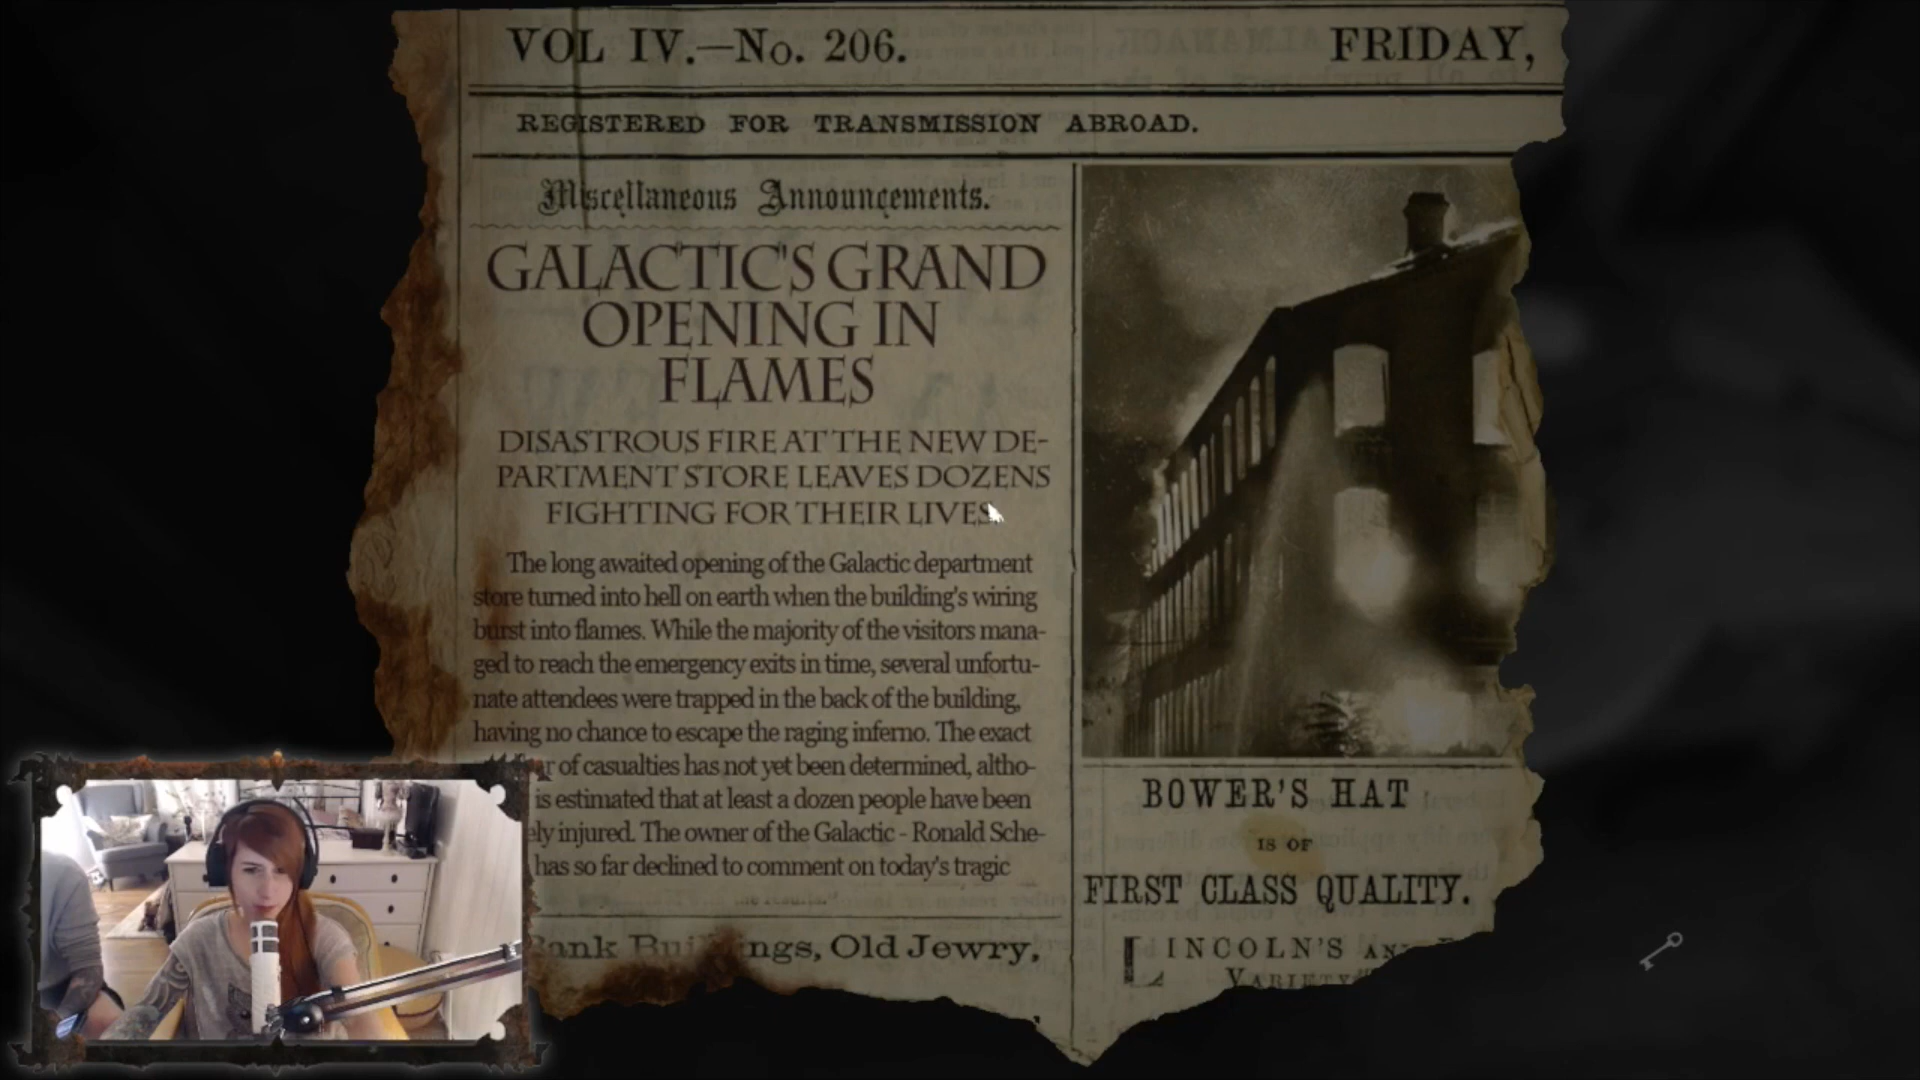 VOL IV.—No. 206.
FRIDAY,
REGISTERED FOR TRANSMISSION ABROAD.
Miscellaneous Announcements.
GALACTIC'S GRAND
OPENING IN
FLAMES
DISASTROUS FIRE AT THE NEW DE-
PARTMENT STORE LEAVES DOZENS
FIGHTING FOR THEIR LIVES.
The long awaited opening of the Galactic department
store turned into hell on earth when the building's wiring
burst into flames. While the majority of the visitors mana-
ged to reach the emergency exits in time, several unfortu-
nate attendees were trapped in the back of the building,
having no chance to escape the raging inferno. The exact
of casualties has not yet been determined, altho-
is estimated that at least a dozen people have been
injured. The owner of the Galactic - Ronald Sche-
has so far declined to comment on today's tragic
Old Jewry,
BOWER'S HAT
IS OF
FIRST CLASS QUALITY.
LINCOLN'S